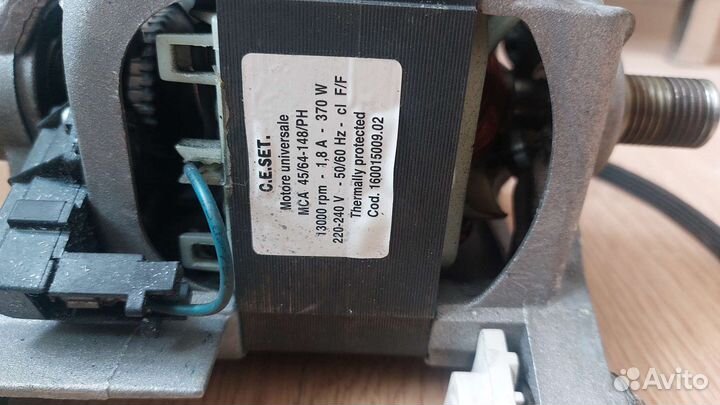 C.E.SET.
Motore universale
MCA 45/64-148/PH
13000 rpm - 1,8 A - 370 W
220-240 V - 50/60 Hz - cl F/F
Thermally protected
Cod. 160015009.02
Avito